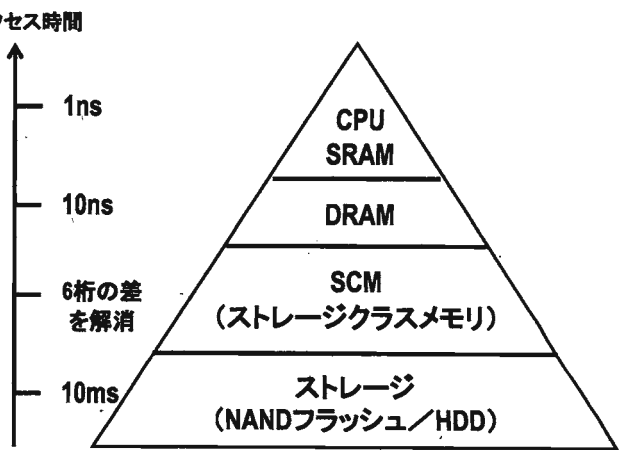 クセス時間
1ns
10ns
6桁の差
を解消
10ms
CPU
SRAM
DRAM
SCM
(ストレージクラスメモリ)
ストレージ
(NANDフラッシュ/HDD)